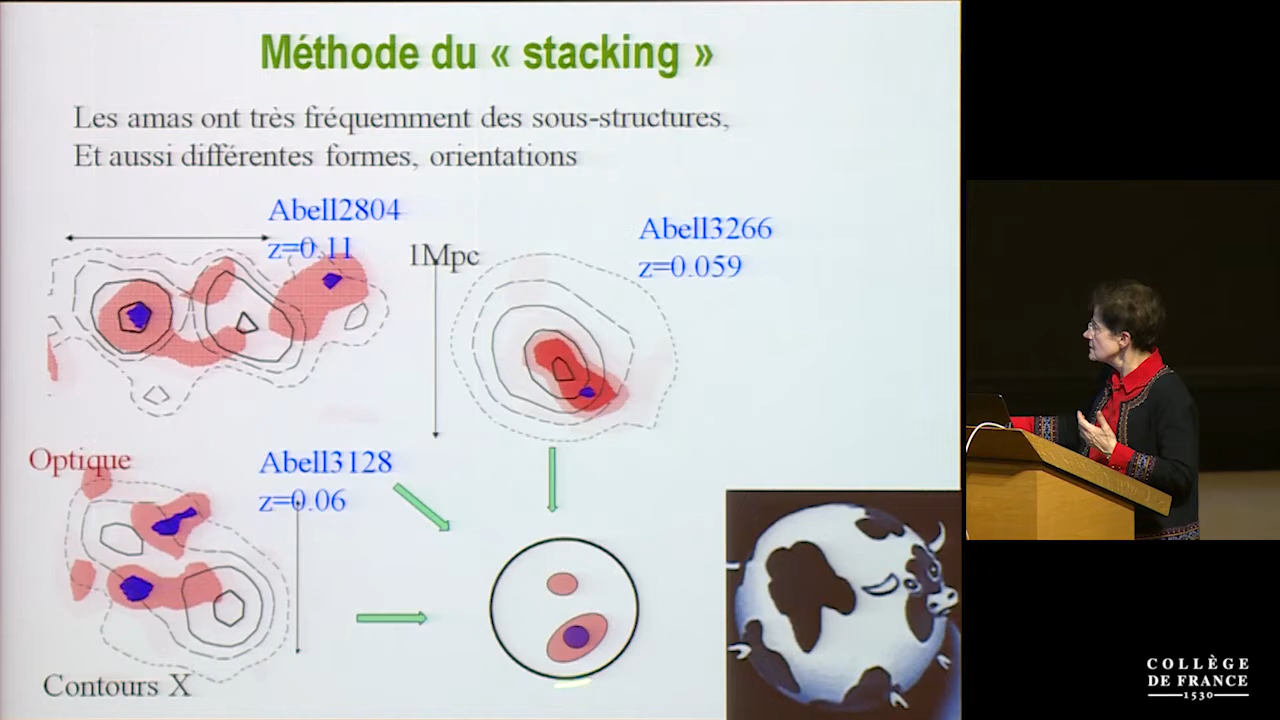 Méthode du « stacking »
Les amas ont très fréquemment des sous-structures,
Et aussi différentes formes, orientations
Abell2804
z=0.11
1Mpc
Abell3266
z=0.059
Optique
Abell3128
z=0.06
Contours X
COLLÈGE
DE FRANCE
1530